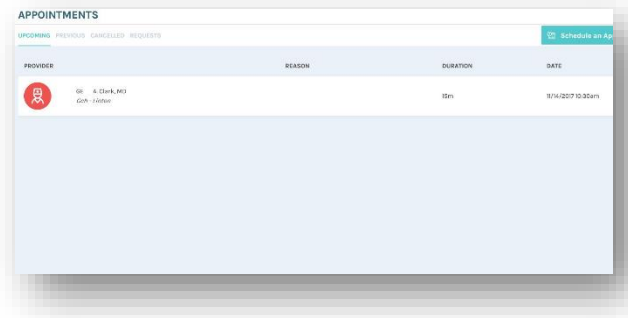 APPOINTMENTS
UPCOMING PREVIOUS CANCELLED REQUESTS
Schedule an Ap
PROVIDER REASON DURATION DATE
Clark, MD 15m 11/14/2017 10:30am